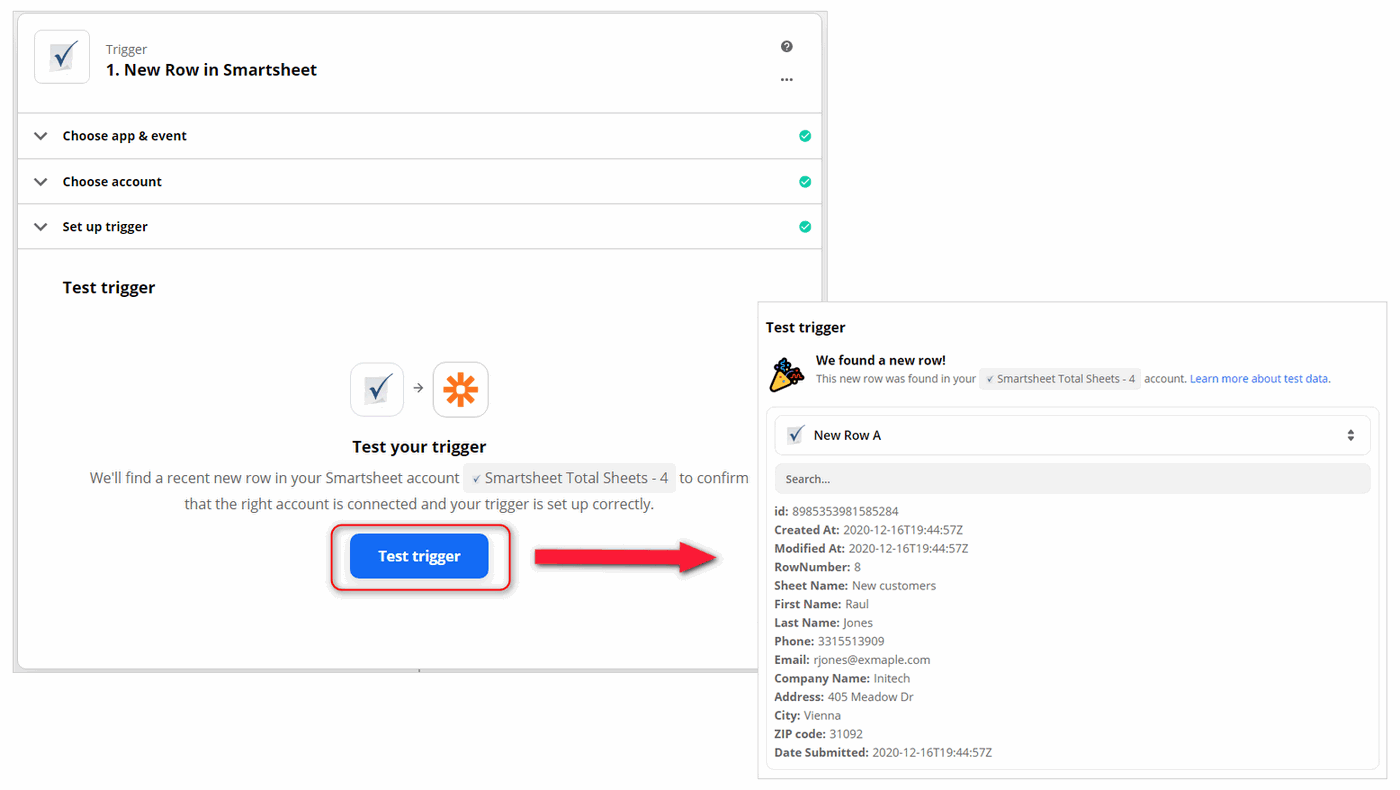 Trigger
1. New Row in Smartsheet
Choose app & event
Choose account
Set up trigger
Test trigger
Test your trigger
We'll find a recent new row in your Smartsheet account Smartsheet Total Sheets - 4 to confirm
that the right account is connected and your trigger is set up correctly.
Test trigger
Test trigger
We found a new row!
This new row was found in your Smartsheet Total Sheets - 4 account. Learn more about test data.
New Row A
Search...
id: 8985353981585284
Created At: 2020-12-16T19:44:57Z
Modified At: 2020-12-16T19:44:57Z
RowNumber: 8
Sheet Name: New customers
First Name: Raul
Last Name: Jones
Phone: 3315513909
Email: rjones@exmaple.com
Company Name: Initech
Address: 405 Meadow Dr
City: Vienna
ZIP code: 31092
Date Submitted: 2020-12-16T19:44:57Z